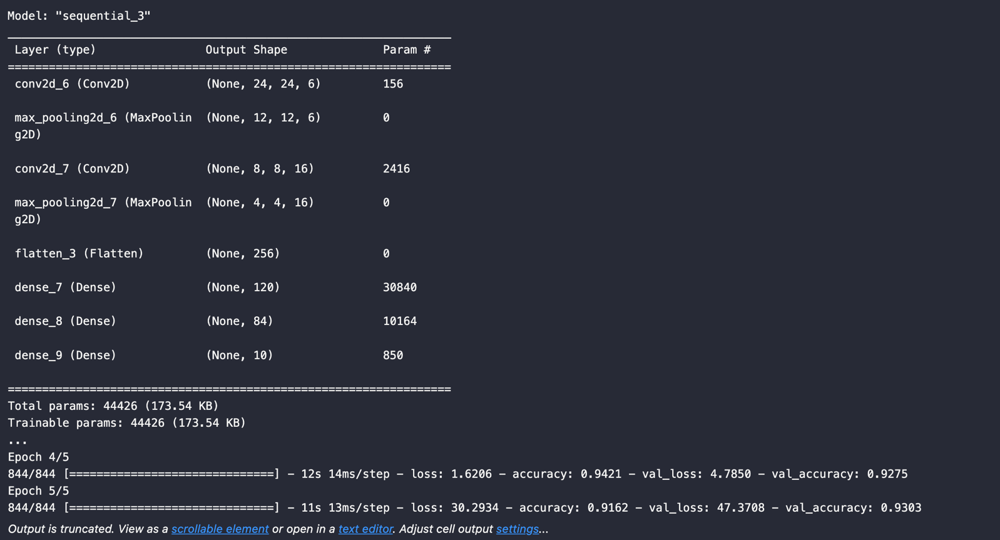 Model: "sequential_3"
_________________________________________________________________
Layer (type) Output Shape Param #
=================================================================
conv2d_6 (Conv2D) (None, 24, 24, 6) 156
max_pooling2d_6 (MaxPoolin (None, 12, 12, 6) 0
g2D)
conv2d_7 (Conv2D) (None, 8, 8, 16) 2416
max_pooling2d_7 (MaxPoolin (None, 4, 4, 16) 0
g2D)
flatten_3 (Flatten) (None, 256) 0
dense_7 (Dense) (None, 120) 30840
dense_8 (Dense) (None, 84) 10164
dense_9 (Dense) (None, 10) 850
=================================================================
Total params: 44426 (173.54 KB)
Trainable params: 44426 (173.54 KB)
...
Epoch 4/5
844/844 [==============================] - 12s 14ms/step - loss: 1.6206 - accuracy: 0.9421 - val_loss: 4.7850 - val_accuracy: 0.9275
Epoch 5/5
844/844 [==============================] - 11s 13ms/step - loss: 30.2934 - accuracy: 0.9162 - val_loss: 47.3708 - val_accuracy: 0.9303
Output is truncated. View as a scrollable element or open in a text editor. Adjust cell output settings...